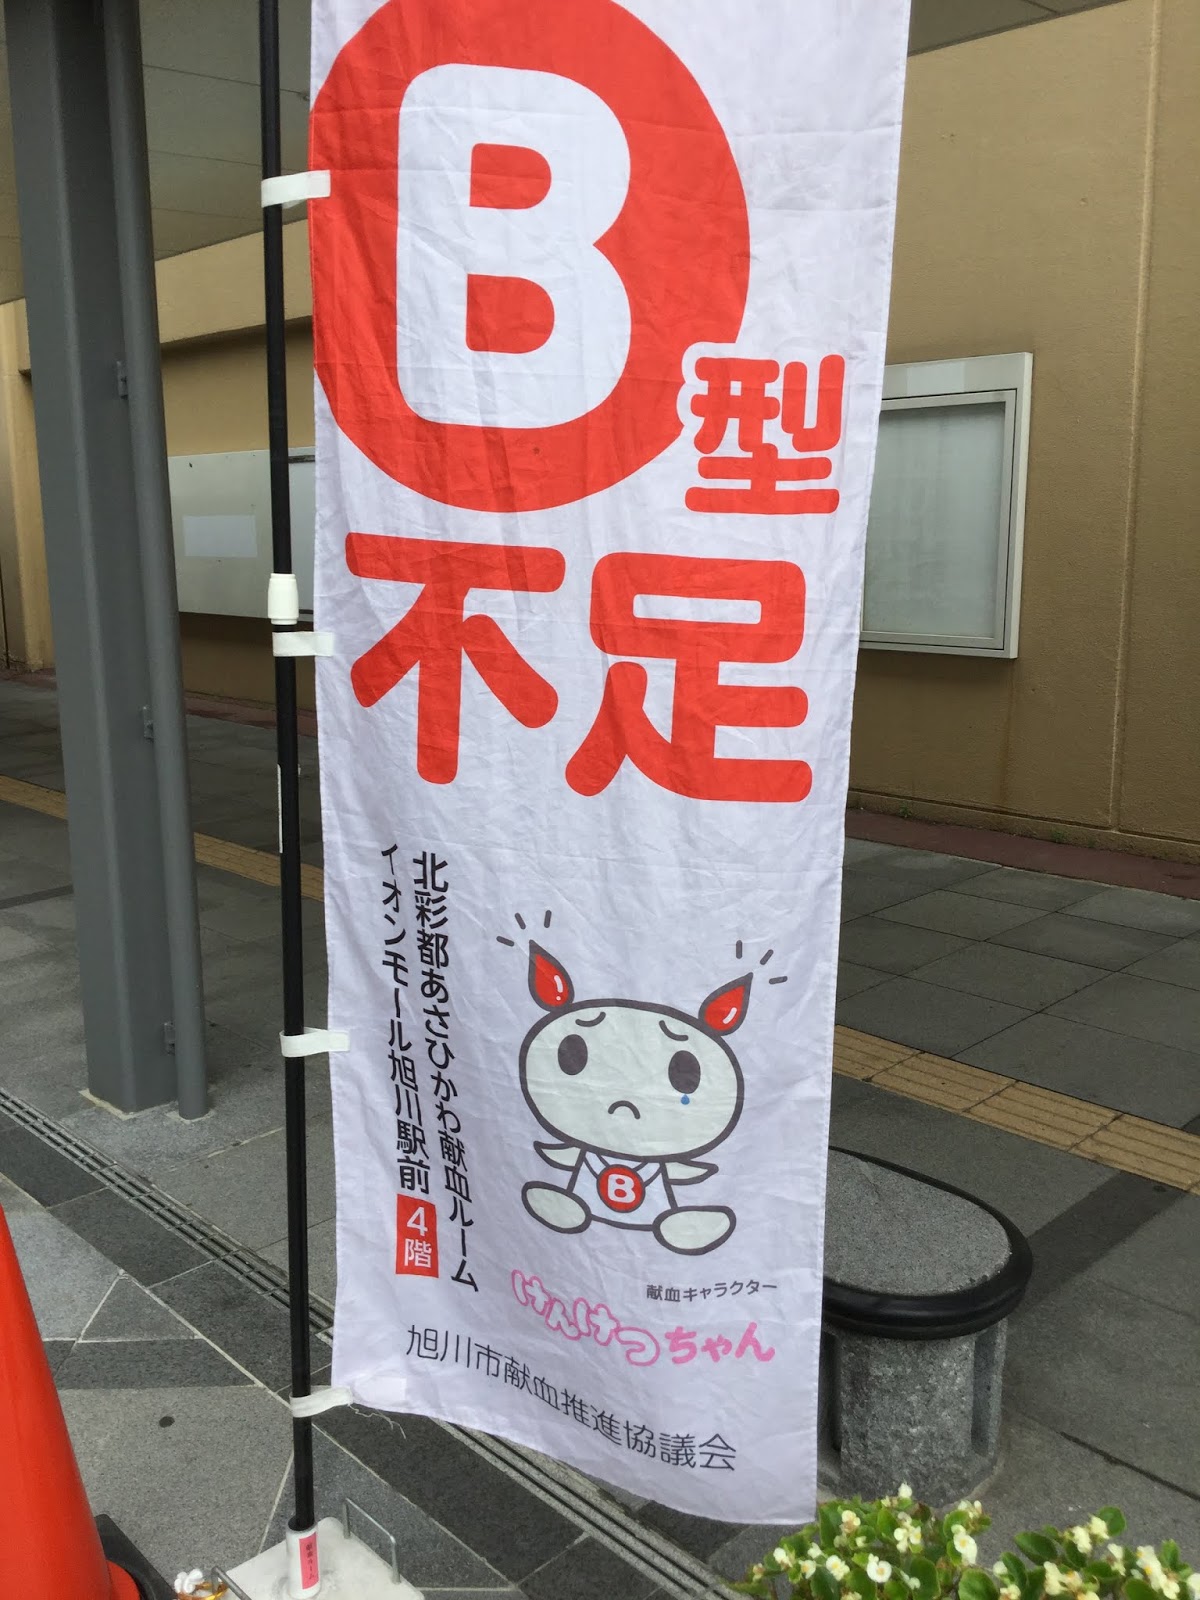 B型
不足
北彩都あさひかわ献血ルーム
イオンモール旭川駅前 4階
B
献血キャラクター
けんけつちゃん
旭川市献血推進協議会